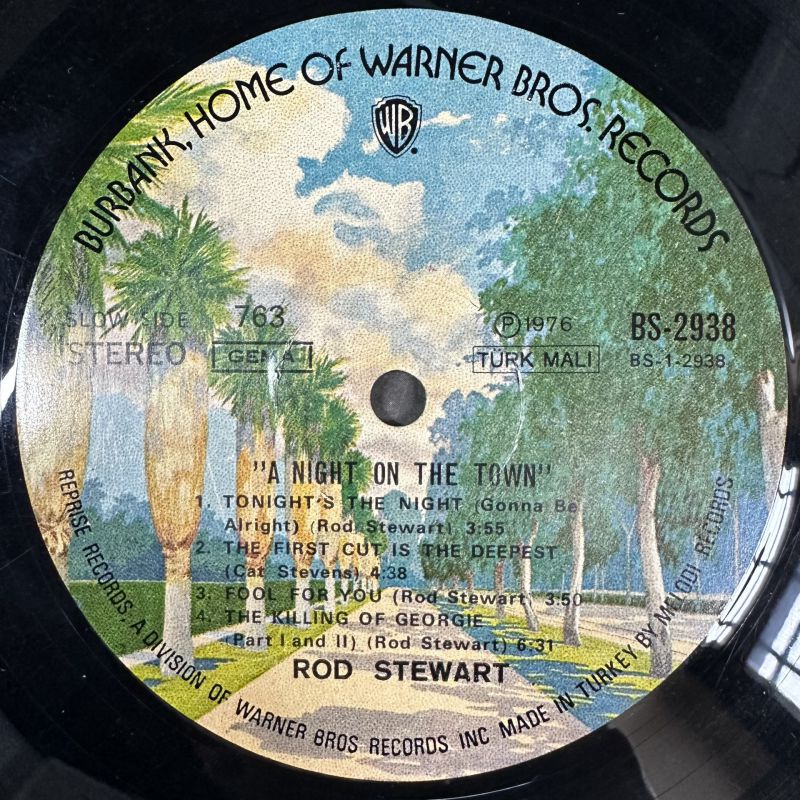 BURBANK, HOME OF WARNER BROS. RECORDS
WB
SLOW SIDE 763 ℗1976 BS-2938
STEREO GEMA TÜRK MALI BS-1-2938
"A NIGHT ON THE TOWN"
1. TONIGHT'S THE NIGHT (Gonna Be
Alright) (Rod Stewart) 3:55
2. THE FIRST CUT IS THE DEEPEST
(Cat Stevens) 4:38
3. FOOL FOR YOU (Rod Stewart) 3:50
4. THE KILLING OF GEORGIE
(Part I and II) (Rod Stewart) 6:31
ROD STEWART
REPRISE RECORDS, A DIVISION OF WARNER BROS RECORDS INC MADE IN TURKEY BY MELODI RECORDS